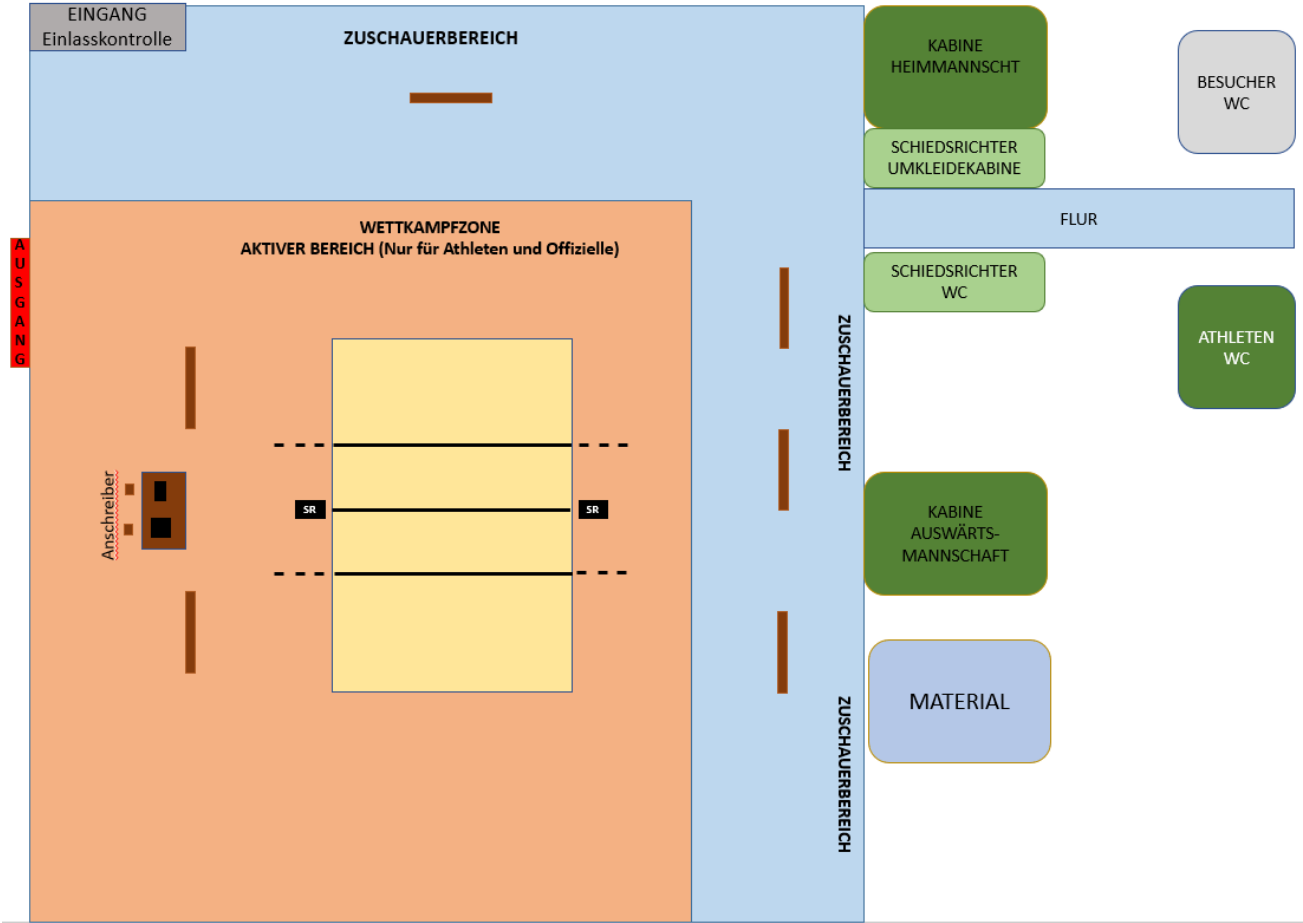 EINGANG
Einlasskontrolle
ZUSCHAUERBEREICH
KABINE
HEIMMANNSCHT
BESUCHER
WC
SCHIEDSRICHTER
UMKLEIDEKABINE
FLUR
WETTKAMPFZONE
AKTIVER BEREICH (Nur für Athleten und Offizielle)
AUSGANG
SCHIEDSRICHTER
WC
ZUSCHAUERBEREICH
ATHLETEN
WC
Anschreiber
SR
SR
KABINE
AUSWÄRTS-
MANNSCHAFT
MATERIAL
ZUSCHAUERBEREICH